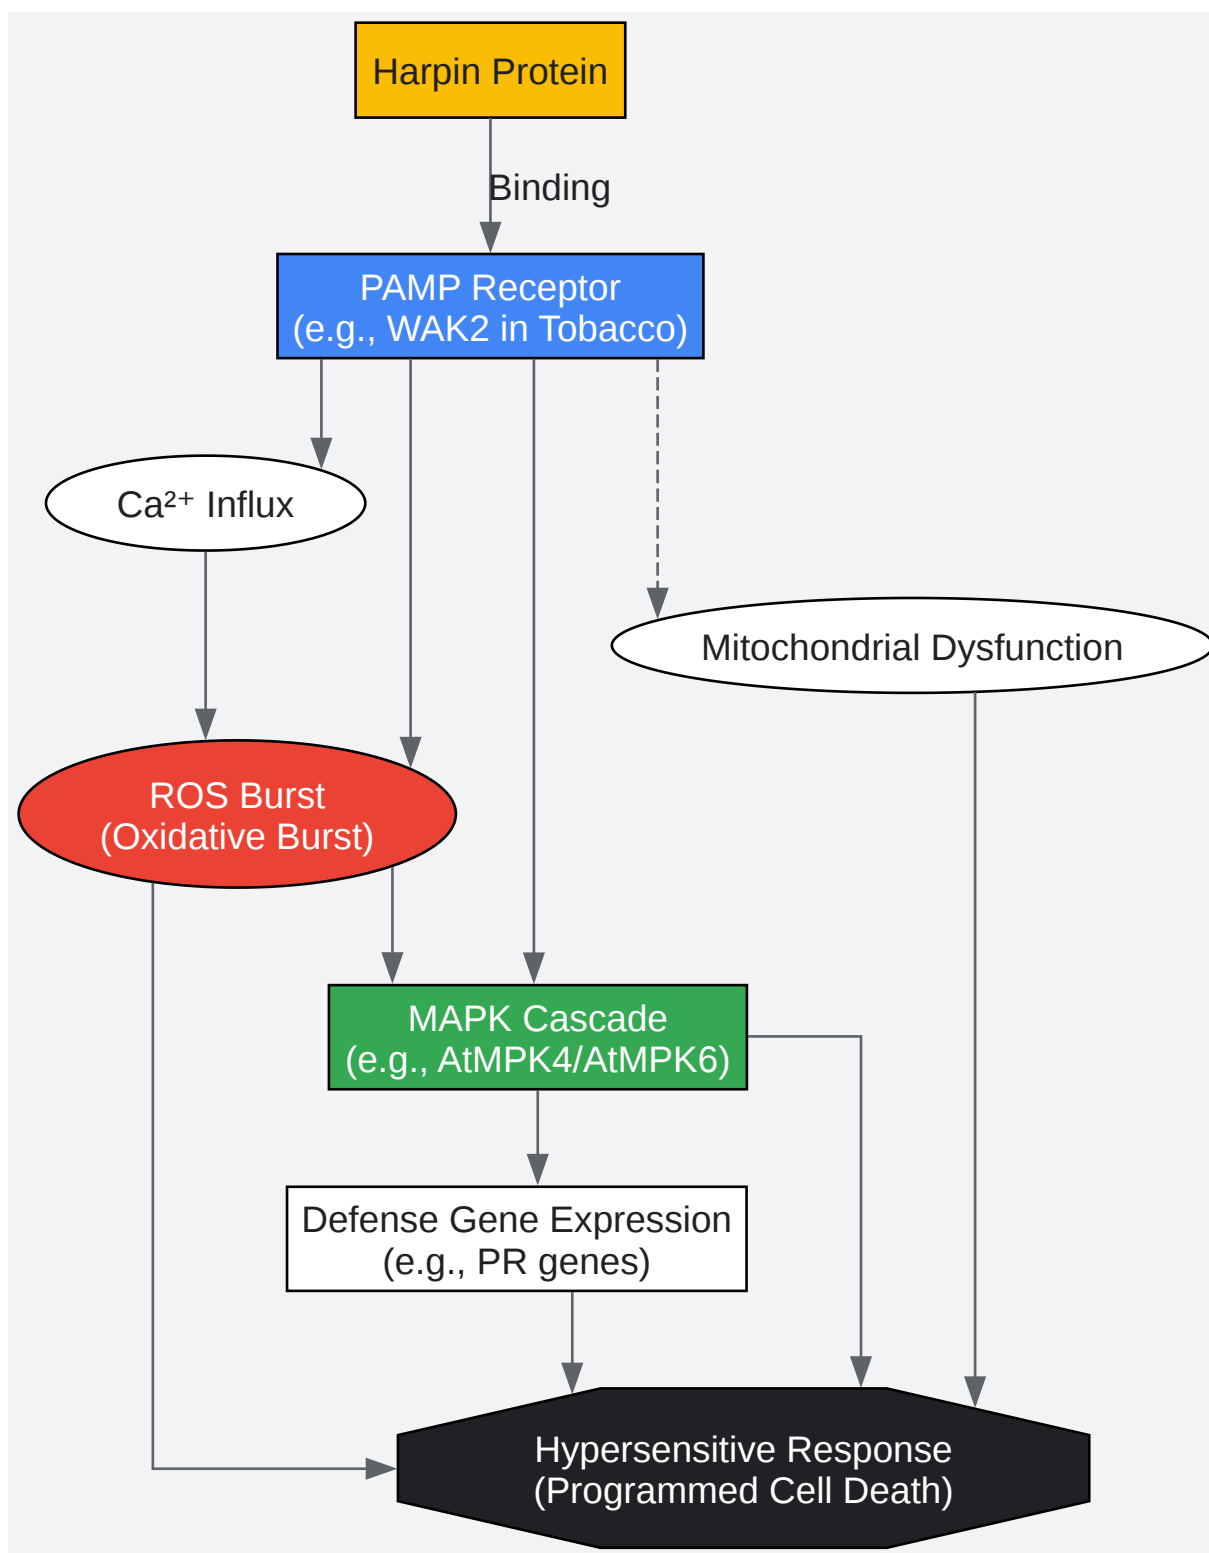 Harpin Protein
Binding
PAMP Receptor
(e.g., WAK2 in Tobacco)
Ca²⁺ Influx
Mitochondrial Dysfunction
ROS Burst
(Oxidative Burst)
MAPK Cascade
(e.g., AtMPK4/AtMPK6)
Defense Gene Expression
(e.g., PR genes)
Hypersensitive Response
(Programmed Cell Death)